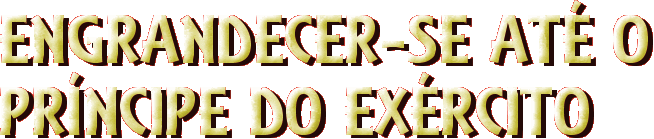 ENGRANDECER-SE ATÉ O
PRÍNCIPE DO EXÉRCITO